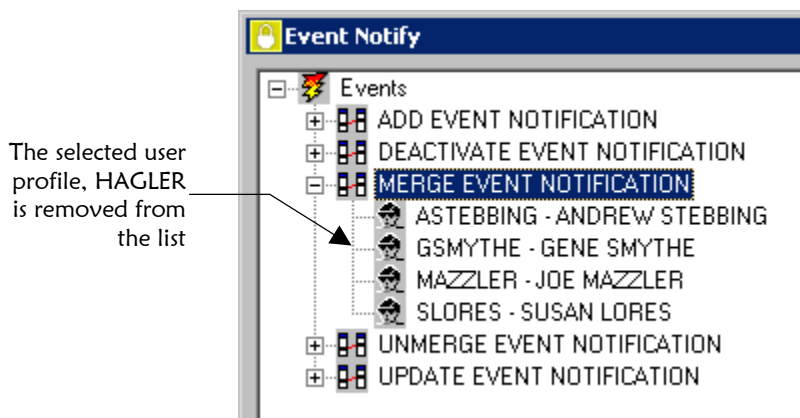 Event Notify
Events
ADD EVENT NOTIFICATION
DEACTIVATE EVENT NOTIFICATION
MERGE EVENT NOTIFICATION
ASTEBBING - ANDREW STEBBING
GSMYTHE - GENE SMYTHE
MAZZLER - JOE MAZZLER
SLORES - SUSAN LORES
UNMERGE EVENT NOTIFICATION
UPDATE EVENT NOTIFICATION
The selected user
profile, HAGLER
is removed from
the list